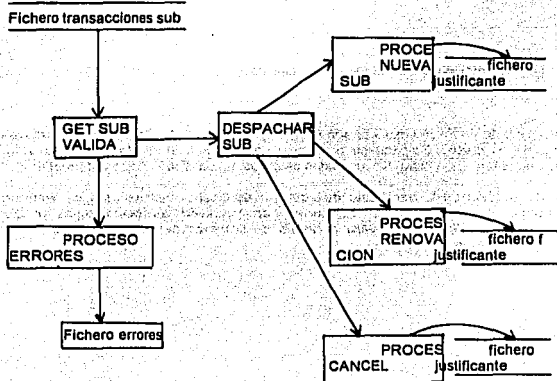 Fichero transacciones sub
PROCE
NUEVA
SUB
fichero
justificante
GET SUB
VALIDA
DESPACHAR
SUB
PROCESO
ERRORES
PROCES
RENOVA
CION
fichero f
justificante
Fichero errores
PROCES
CANCEL
fichero
justificante